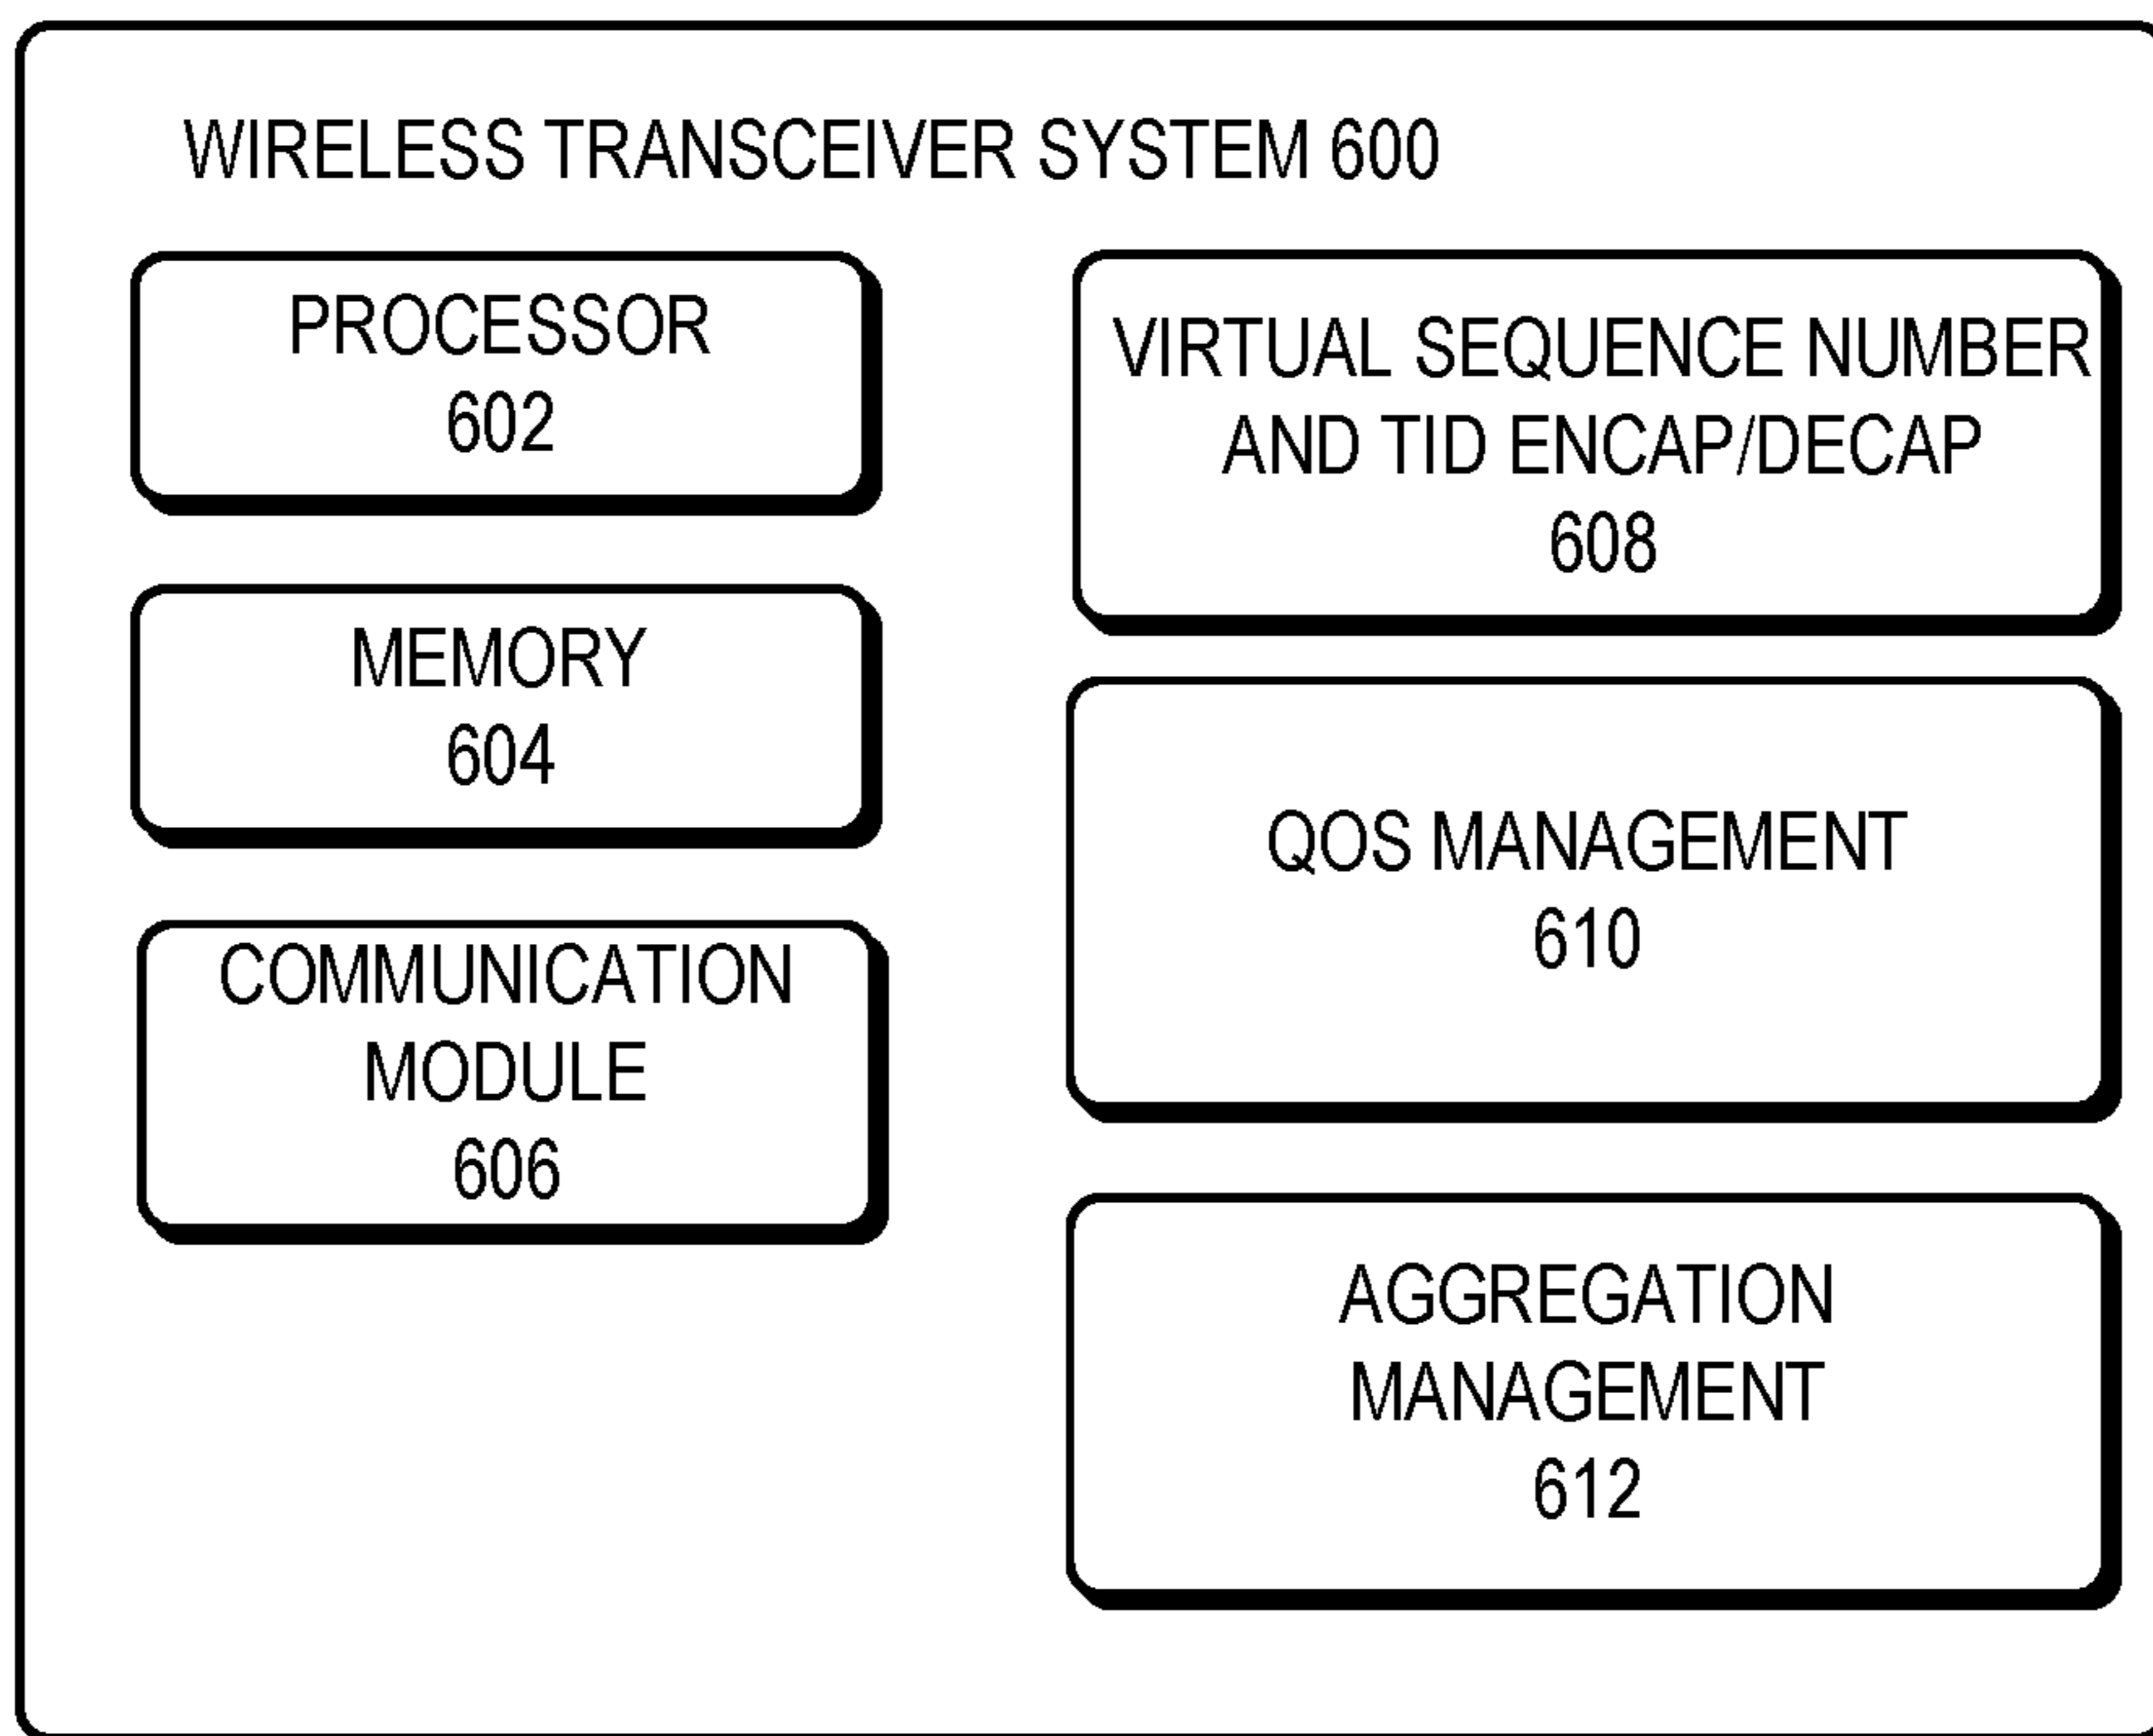 WIRELESS TRANSCEIVER SYSTEM 600
PROCESSOR
602
MEMORY
604
COMMUNICATION
MODULE
606
VIRTUAL SEQUENCE NUMBER
AND TID ENCAP/DECAP
608
QOS MANAGEMENT
610
AGGREGATION
MANAGEMENT
612